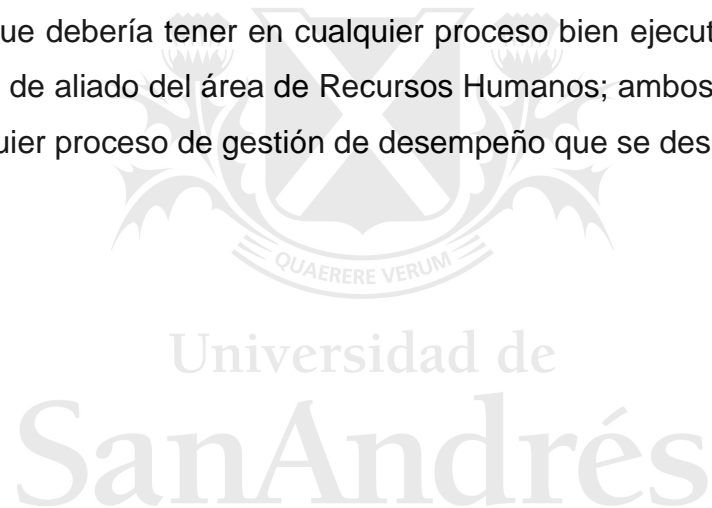 ue debería tener en cualquier proceso bien ejecut
de aliado del área de Recursos Humanos; ambos
uier proceso de gestión de desempeño que se des
QUAERERE VERUM
Universidad de
SanAndrés